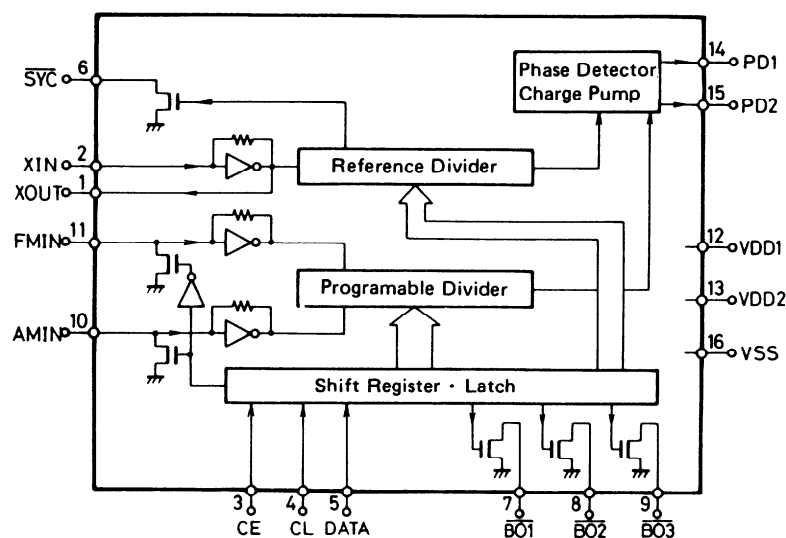 6
SYC
14
PD1
Phase Detector
Charge Pump
15
PD2
2
XIN
Reference Divider
1
XOUT
11
FMIN
12
VDD1
Programable Divider
13
VDD2
10
AMIN
16
VSS
Shift Register · Latch
3
4
5
7
8
9
CE
CL
DATA
BO1
BO2
BO3